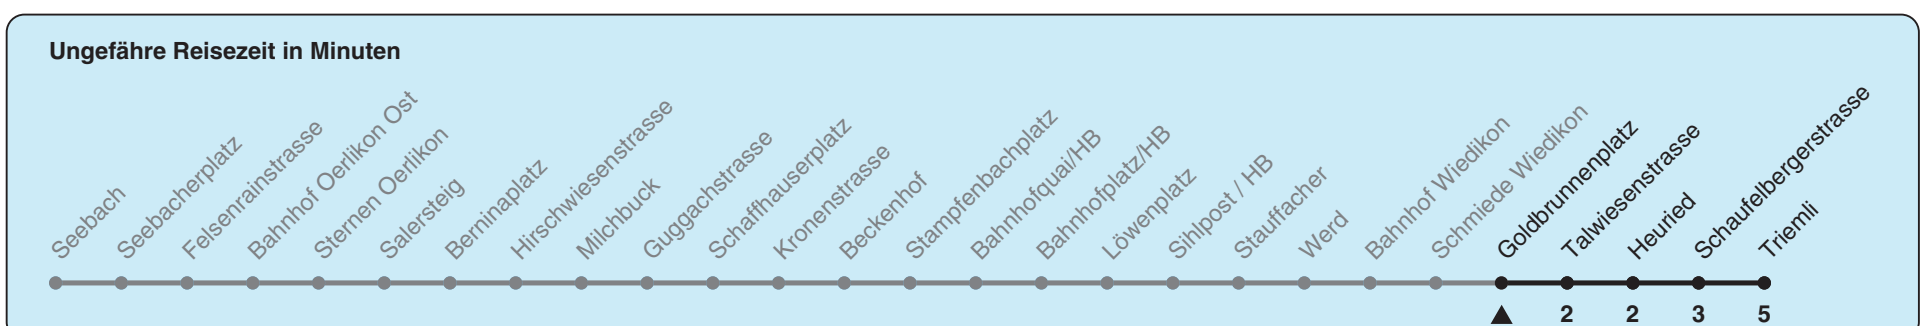 Ungefähre Reisezeit in Minuten
Seebach
Seebacherplatz
Felsenrainstrasse
Bahnhof Oerlikon Ost
Sternen Oerlikon
Salersteig
Berninaplatz
Hirschwiesenstrasse
Milchbuck
Guggachstrasse
Schaffhauserplatz
Kronenstrasse
Beckenhof
Stampfenbachplatz
Bahnhofquai/HB
Bahnhofplatz/HB
Löwenplatz
Sihlpost / HB
Stauffacher
Werd
Bahnhof Wiedikon
Schmiede Wiedikon
Goldbrunnenplatz
Talwiesenstrasse
Heuried
Schaufelbergerstrasse
Triemli
2 2 3 5